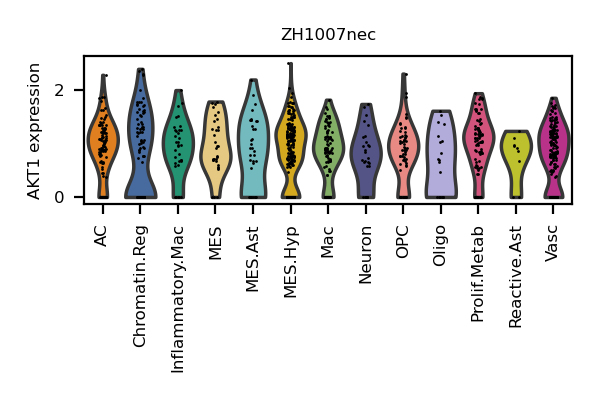 ZH1007nec
AKT1 expression
2
0
AC
Chromatin.Reg
Inflammatory.Mac
MES
MES.Ast
MES.Hyp
Mac
Neuron
OPC
Oligo
Prolif.Metab
Reactive.Ast
Vasc